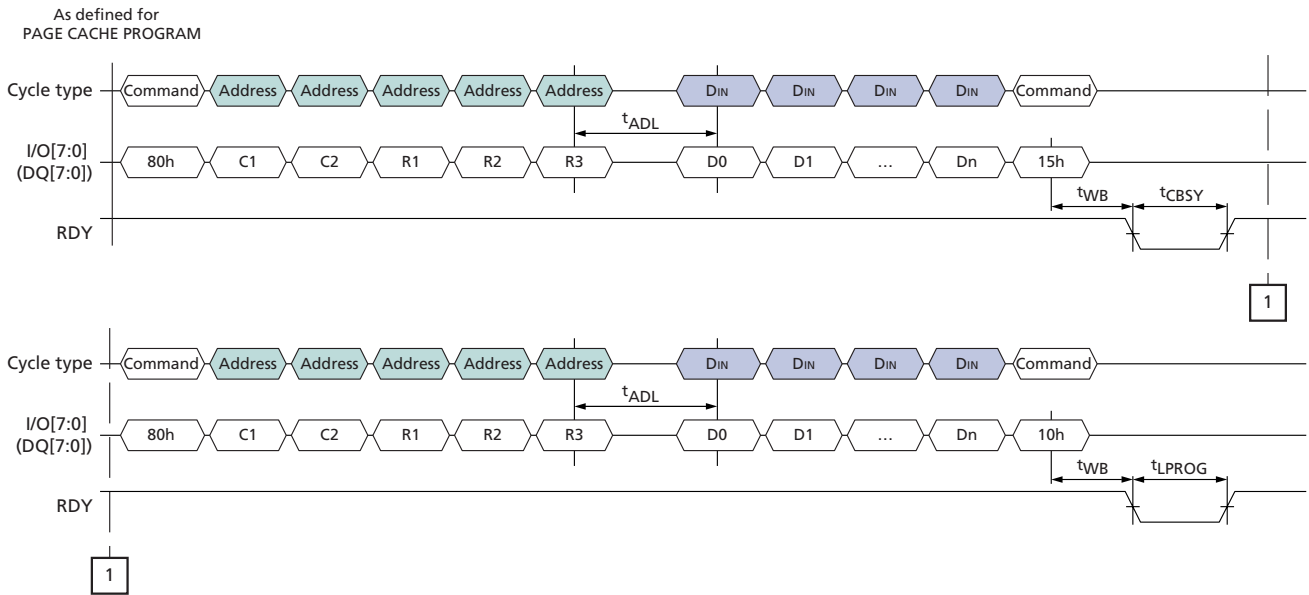 As defined for
PAGE CACHE PROGRAM
Cycle type Command Address Address Address Address Address DIN DIN DIN DIN Command
tADL
I/O[7:0]
(DQ[7:0]) 80h C1 C2 R1 R2 R3 D0 D1 … Dn 15h
tWB tCBSY
RDY
1
Cycle type Command Address Address Address Address Address DIN DIN DIN DIN Command
tADL
I/O[7:0]
(DQ[7:0]) 80h C1 C2 R1 R2 R3 D0 D1 … Dn 10h
tWB tLPROG
RDY
1